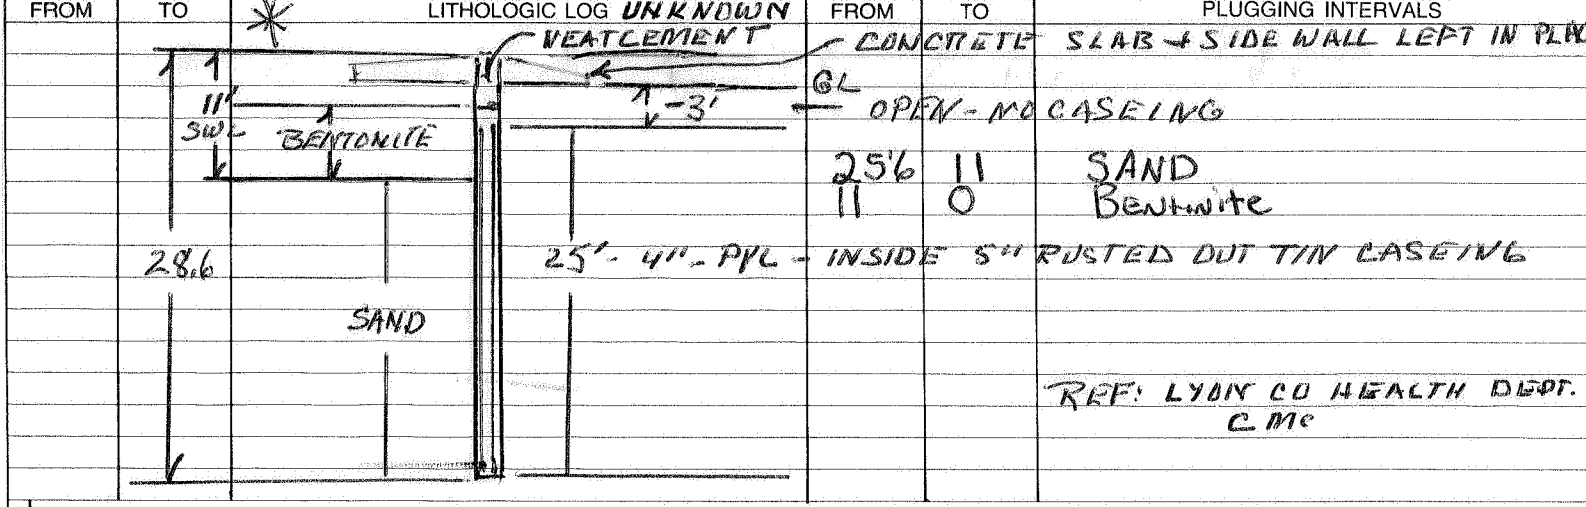 FROM TO * LITHOLOGIC LOG UNKNOWN FROM TO PLUGGING INTERVALS
NEATCEMENT CONCRETE SLAB + SIDE WALL LEFT IN
GL
11' -3' OPEN - NO CASEING
SWL BENTONITE
25'6 11 SAND
11 0 Bentinite
28.6 25'- 4"- PVC - INSIDE 5" RUSTED OUT TIN CASEING
SAND
REF: LYON CO HEALTH DEPT.
C Mc